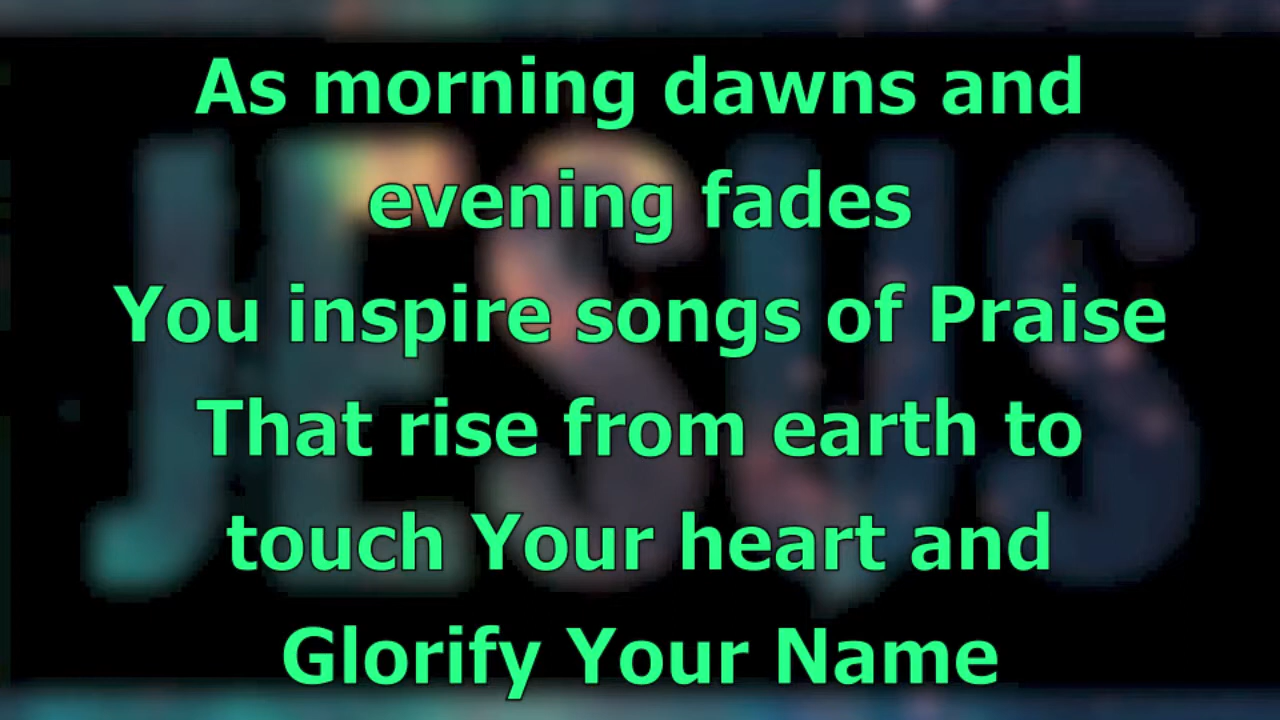 As morning dawns and
evening fades
You inspire songs of Praise
That rise from earth to
touch Your heart and
Glorify Your Name
JESUS